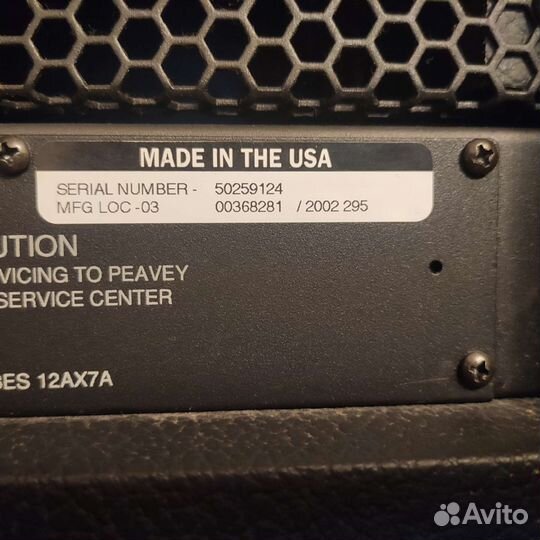 MADE IN THE USA
SERIAL NUMBER - 50259124
MFG LOC -03 00368281 / 2002 295
UTION
VICING TO PEAVEY
SERVICE CENTER
BES 12AX7A
Avito